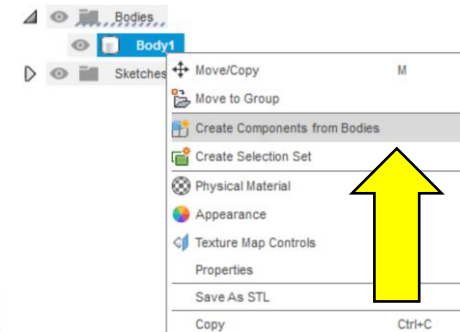 Bodies
Body1
Sketches
Move/Copy M
Move to Group
Create Components from Bodies
Create Selection Set
Physical Material
Appearance
Texture Map Controls
Properties
Save As STL
Copy Ctrl+C